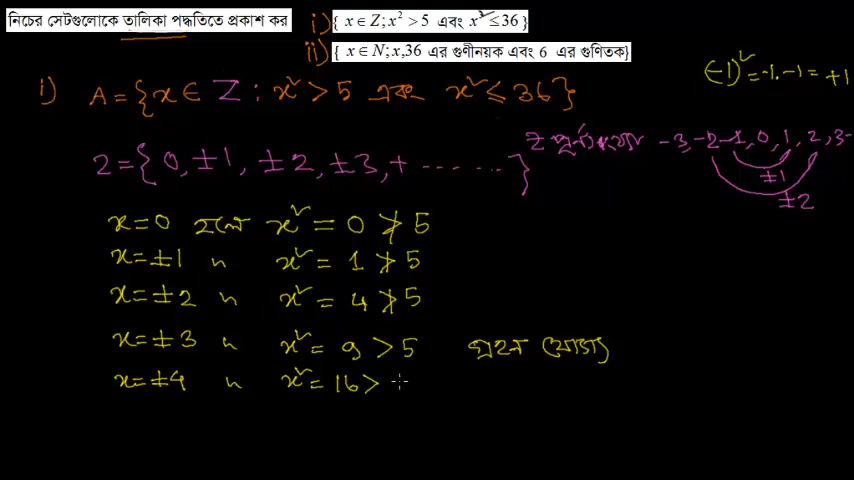 নিচের সেটগুলোকে তালিকা পদ্ধতিতে প্রকাশ কর
i) { x ∈ Z; x² > 5 এবং x² ≤ 36 }
ii) { x ∈ N; x,36 এর গুণীনয়ক এবং 6 এর গুণিতক}
(-1)² = -1. -1 = +1
i) A = {x ∈ Z : x² > 5 এবং x² ≤ 36}
Z পূর্ণসংখ্যা -3, -2 -1, 0, 1, 2, 3-
±1
±2
Z = {0, ±1, ±2, ±3, + ... ...}
x = 0 হলে x² = 0 ≯ 5
x = ±1 " x² = 1 ≯ 5
x = ±2 " x² = 4 ≯ 5
x = ±3 " x² = 9 > 5 গ্রহন যোগ্য
x = ±4 " x² = 16 >